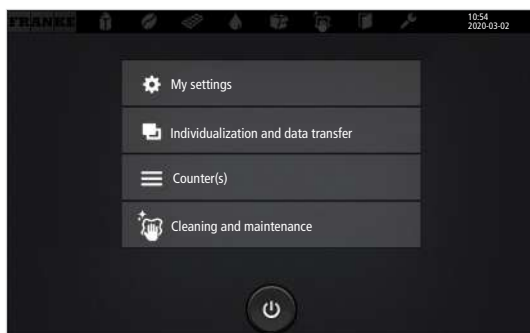 FRANKE
10:54
2020-03-02
My settings
Individualization and data transfer
Counter(s)
Cleaning and maintenance